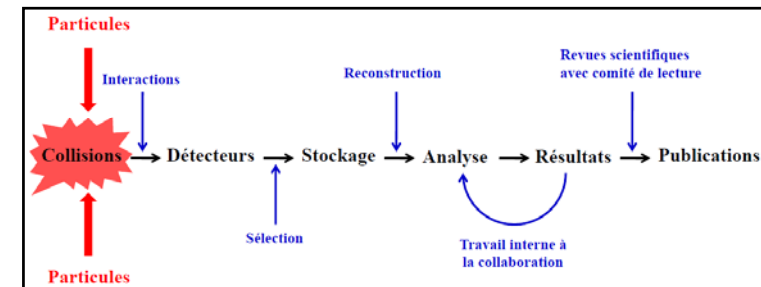 Particules
Interactions
Reconstruction
Revues scientifiques
avec comité de lecture
Collisions
Détecteurs
Stockage
Analyse
Résultats
Publications
Sélection
Travail interne à
la collaboration
Particules